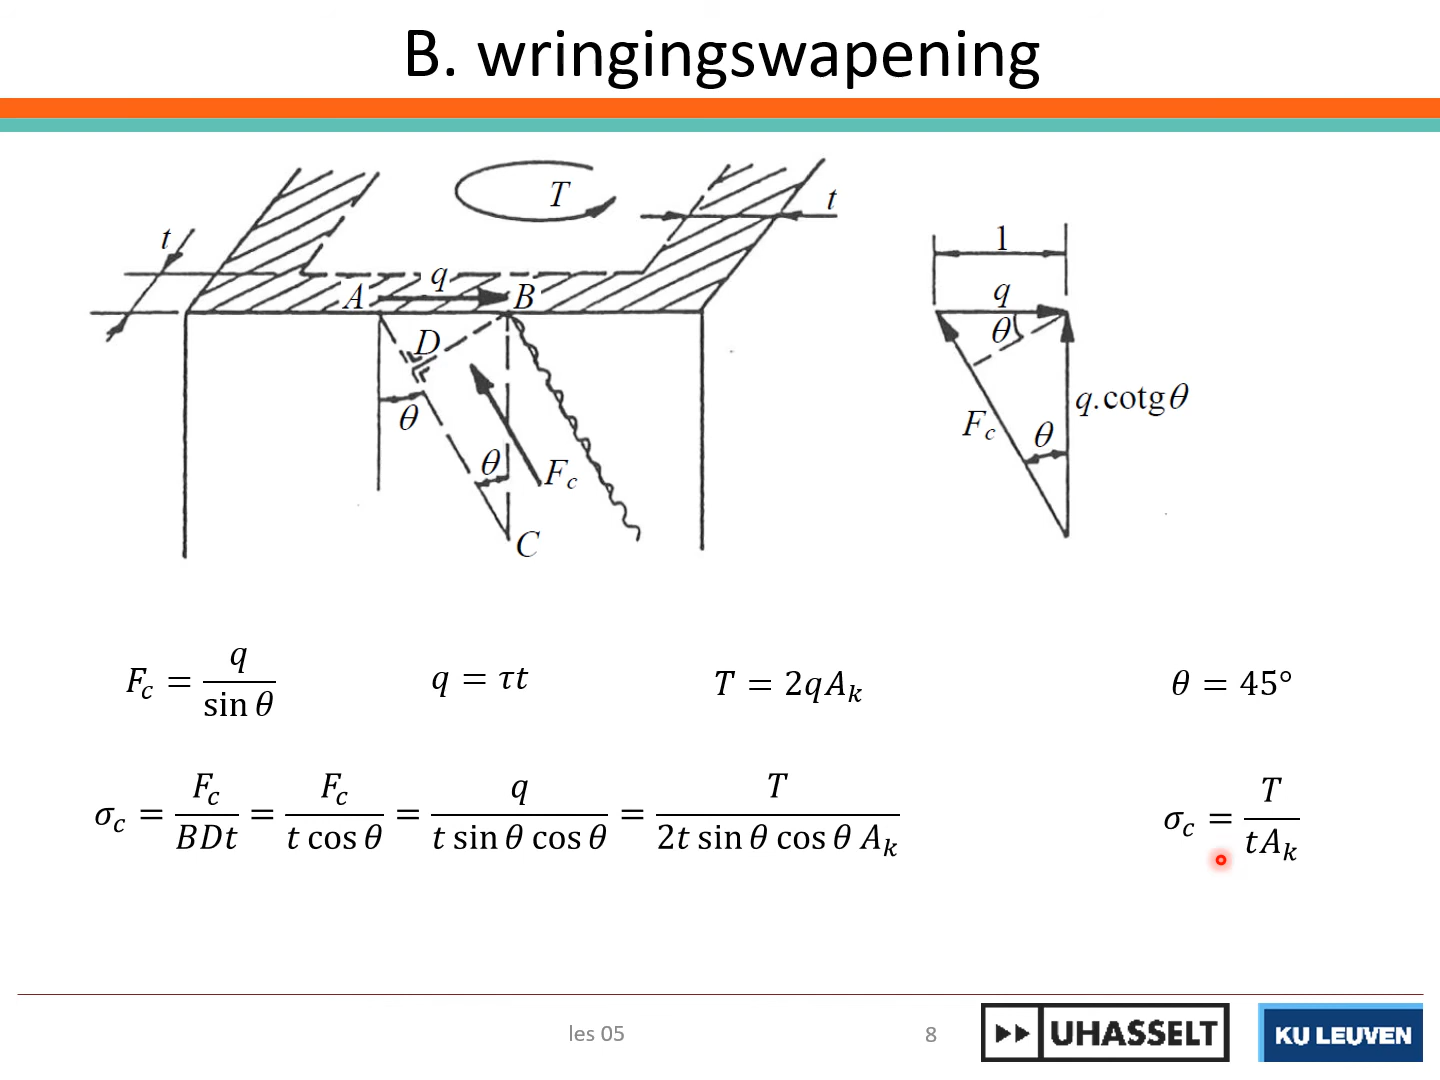 B. wringingswapening
T
t
t
1
q
A
B
q
θ
D
θ
F_c
θ
q.cotgθ
θ
F_c
C
F_c = q / sin θ
q = τt
T = 2qA_k
θ = 45°
σ_c = F_c / BDt = F_c / t cos θ = q / t sin θ cos θ = T / 2t sin θ cos θ A_k
σ_c = T / tA_k
les 05
8
UHASSELT
KU LEUVEN